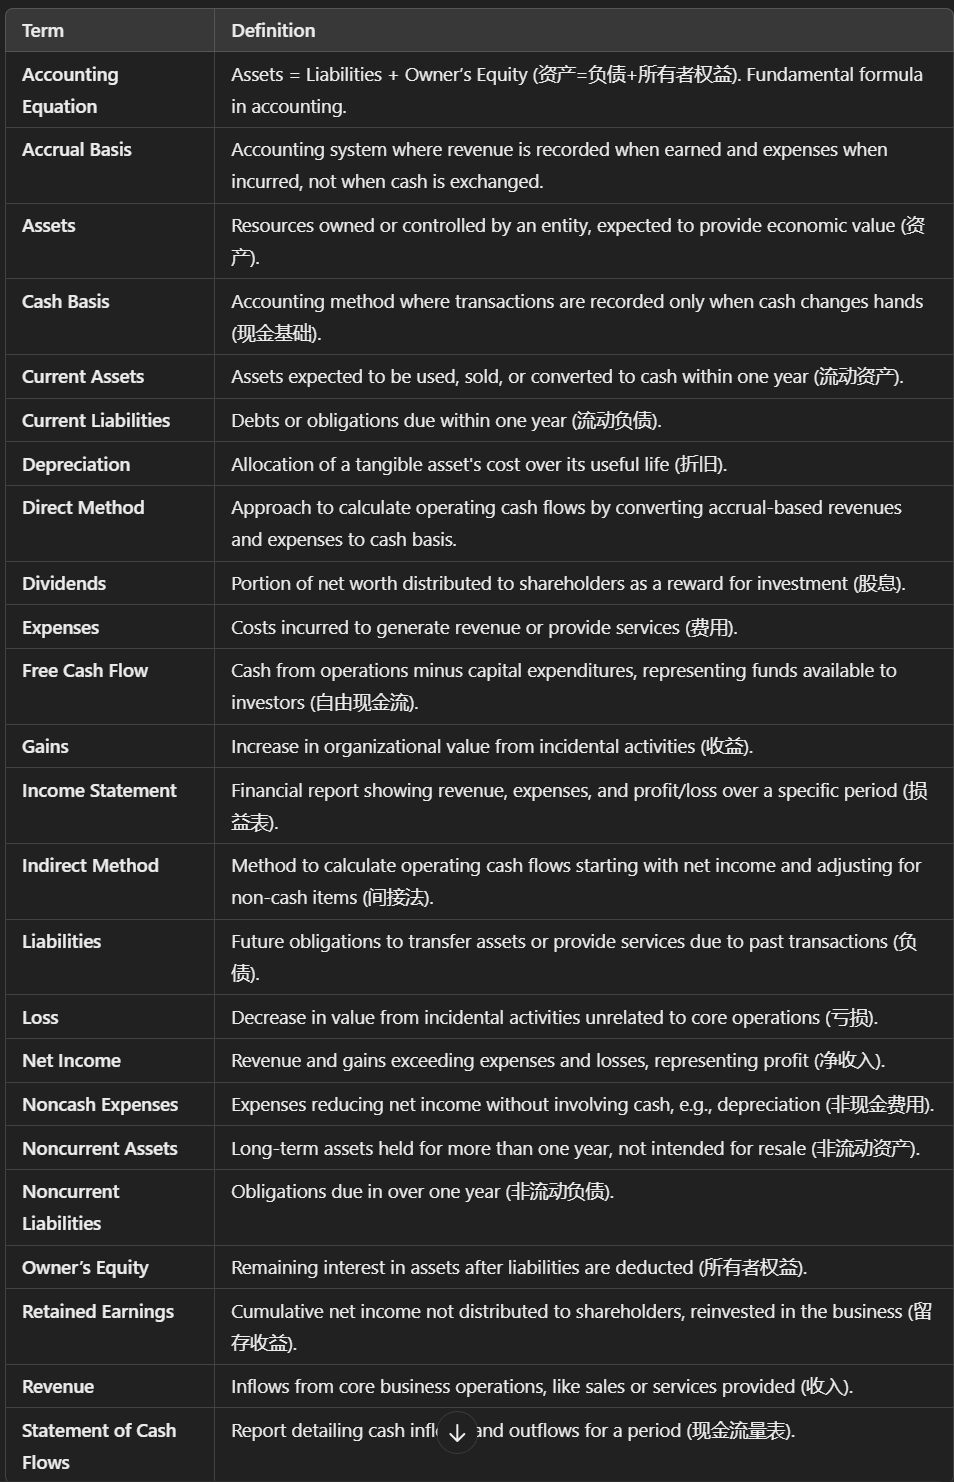 Term Definition
Accounting Assets = Liabilities + Owner’s Equity (资产=负债+所有者权益). Fundamental formula
Equation in accounting.
Accrual Basis Accounting system where revenue is recorded when earned and expenses when
incurred, not when cash is exchanged.
Assets Resources owned or controlled by an entity, expected to provide economic value (资
产).
Cash Basis Accounting method where transactions are recorded only when cash changes hands
(现金基础).
Current Assets Assets expected to be used, sold, or converted to cash within one year (流动资产).
Current Liabilities Debts or obligations due within one year (流动负债).
Depreciation Allocation of a tangible asset's cost over its useful life (折旧).
Direct Method Approach to calculate operating cash flows by converting accrual-based revenues
and expenses to cash basis.
Dividends Portion of net worth distributed to shareholders as a reward for investment (股息).
Expenses Costs incurred to generate revenue or provide services (费用).
Free Cash Flow Cash from operations minus capital expenditures, representing funds available to
investors (自由现金流).
Gains Increase in organizational value from incidental activities (收益).
Income Statement Financial report showing revenue, expenses, and profit/loss over a specific period (损
益表).
Indirect Method Method to calculate operating cash flows starting with net income and adjusting for
non-cash items (间接法).
Liabilities Future obligations to transfer assets or provide services due to past transactions (负
债).
Loss Decrease in value from incidental activities unrelated to core operations (亏损).
Net Income Revenue and gains exceeding expenses and losses, representing profit (净收入).
Noncash Expenses Expenses reducing net income without involving cash, e.g., depreciation (非现金费用).
Noncurrent Assets Long-term assets held for more than one year, not intended for resale (非流动资产).
Noncurrent Obligations due in over one year (非流动负债).
Liabilities
Owner’s Equity Remaining interest in assets after liabilities are deducted (所有者权益).
Retained Earnings Cumulative net income not distributed to shareholders, reinvested in the business (留
存收益).
Revenue Inflows from core business operations, like sales or services provided (收入).
Statement of Cash Report detailing cash and outflows for a period (现金流量表).
Flows